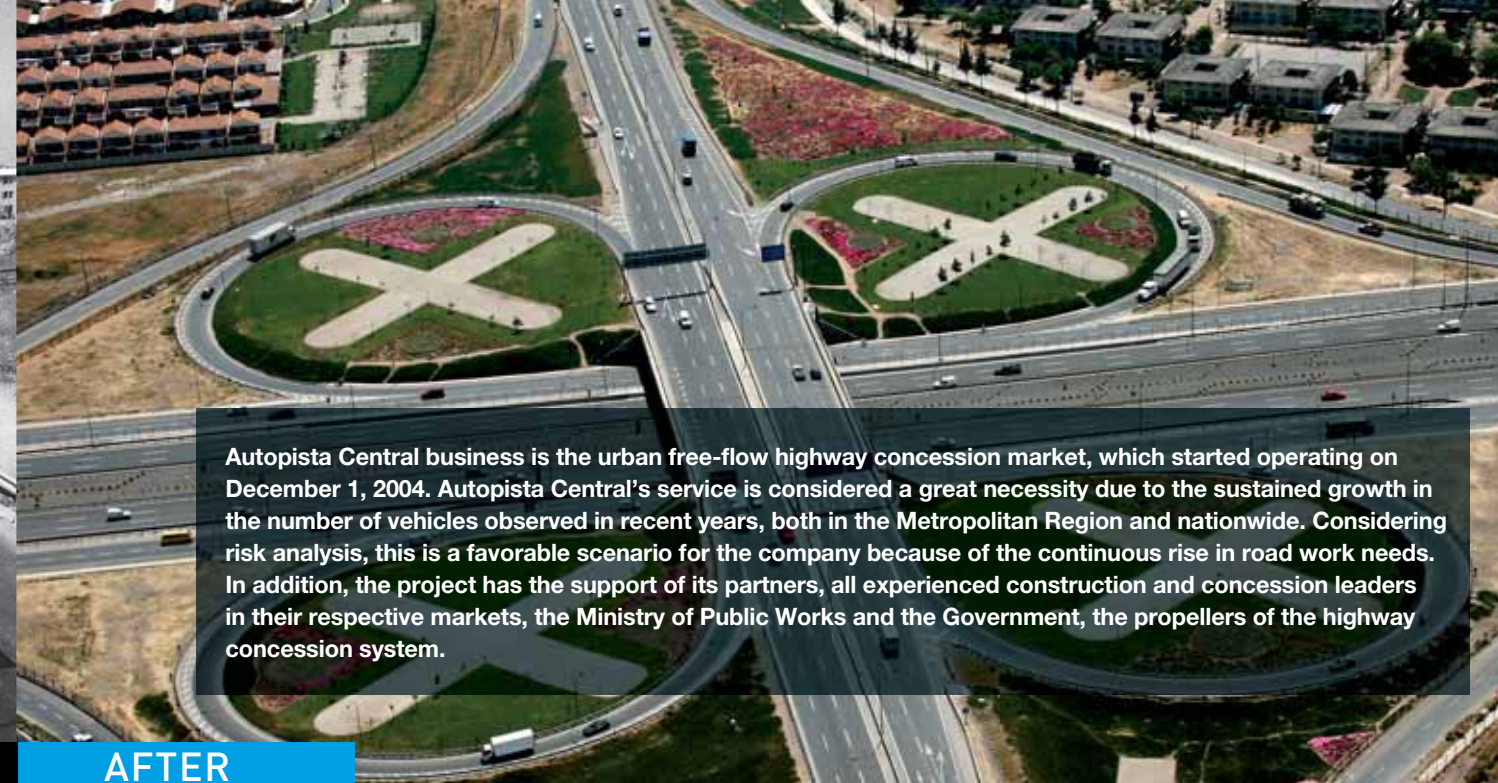 Autopista Central business is the urban free-flow highway concession market, which started operating on
December 1, 2004. Autopista Central's service is considered a great necessity due to the sustained growth in
the number of vehicles observed in recent years, both in the Metropolitan Region and nationwide. Considering
risk analysis, this is a favorable scenario for the company because of the continuous rise in road work needs.
In addition, the project has the support of its partners, all experienced construction and concession leaders
in their respective markets, the Ministry of Public Works and the Government, the propellers of the highway
concession system.
AFTER